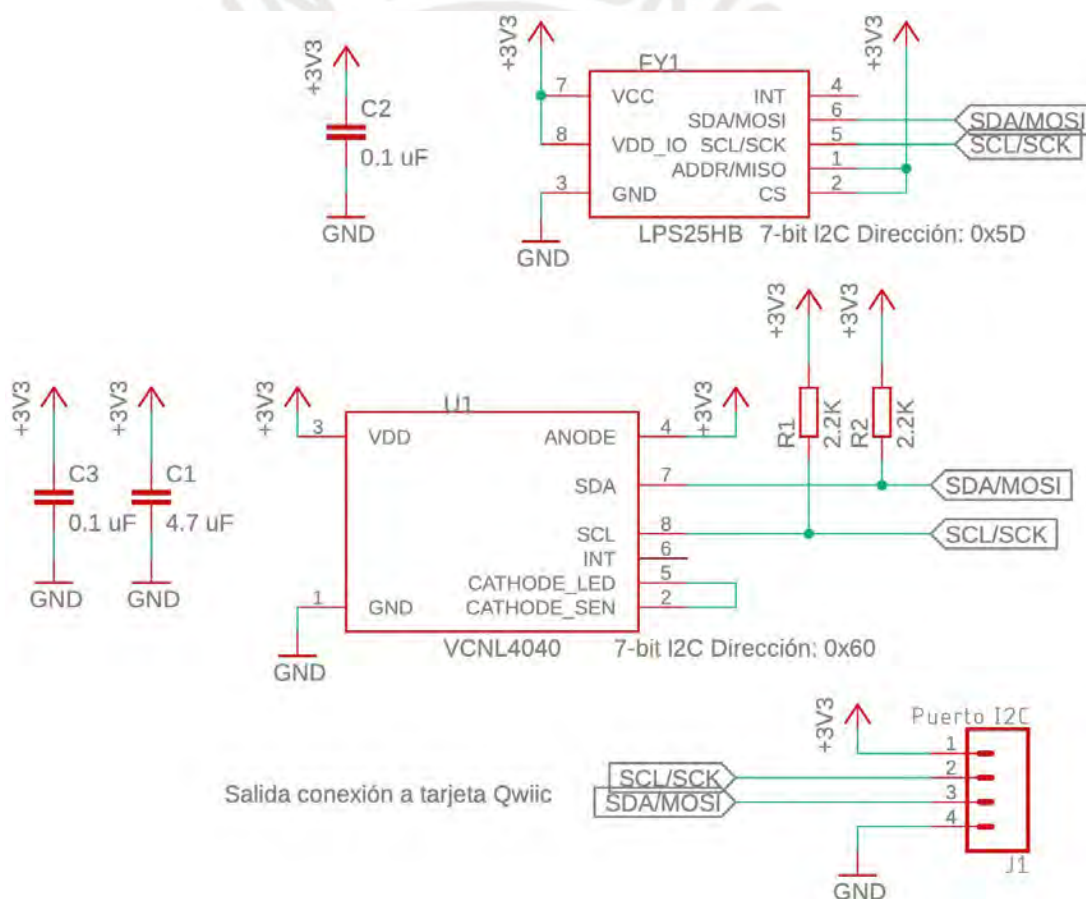 +3V3
C2
0.1 uF
GND
+3V3
+3V3
FY1
7 VCC INT 4
SDA/MOSI 6 SDA/MOSI
8 VDD_IO SCL/SCK 5 SCL/SCK
ADDR/MISO 1
3 GND CS 2
GND
LPS25HB 7-bit I2C Dirección: 0x5D
+3V3
+3V3
R1
2.2K
R2
2.2K
+3V3
C3
0.1 uF
GND
+3V3
C1
4.7 uF
GND
+3V3
U1
+3V3
3 VDD ANODE 4
SDA 7 SDA/MOSI
SCL 8 SCL/SCK
INT 6
CATHODE_LED 5
1 GND CATHODE_SEN 2
GND
VCNL4040 7-bit I2C Dirección: 0x60
+3V3
Puerto I2C
1
SCL/SCK 2
Salida conexión a tarjeta Qwiic
SDA/MOSI 3
4
J1
GND